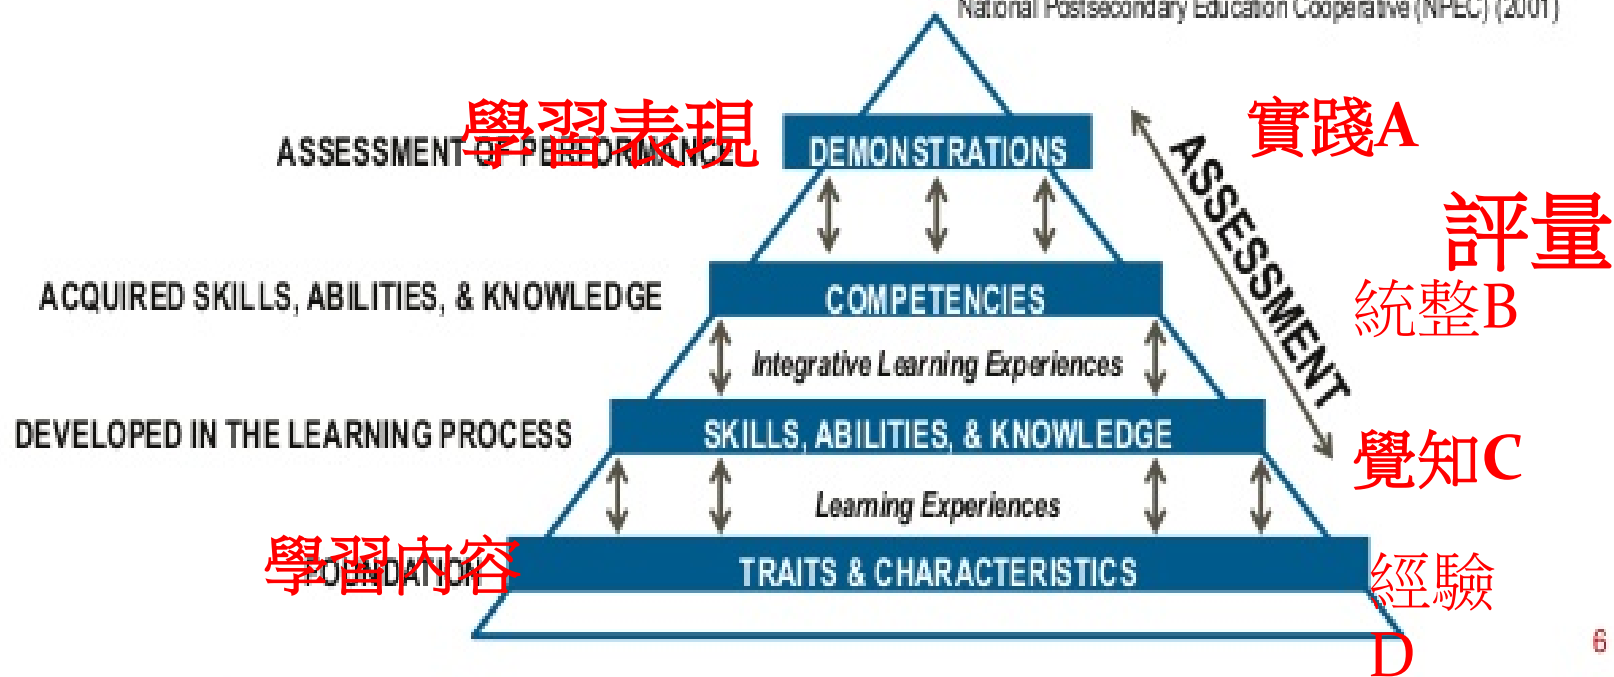 National Postsecondary Education Cooperative (NPEC) (2001)
學習表現
ASSESSMENT OF PERFORMANCE
DEMONSTRATIONS
實踐A
ASSESSMENT
評量
ACQUIRED SKILLS, ABILITIES, & KNOWLEDGE
COMPETENCIES
統整B
Integrative Learning Experiences
DEVELOPED IN THE LEARNING PROCESS
SKILLS, ABILITIES, & KNOWLEDGE
覺知C
Learning Experiences
學習內容
FOUNDATION
TRAITS & CHARACTERISTICS
經驗
D
6